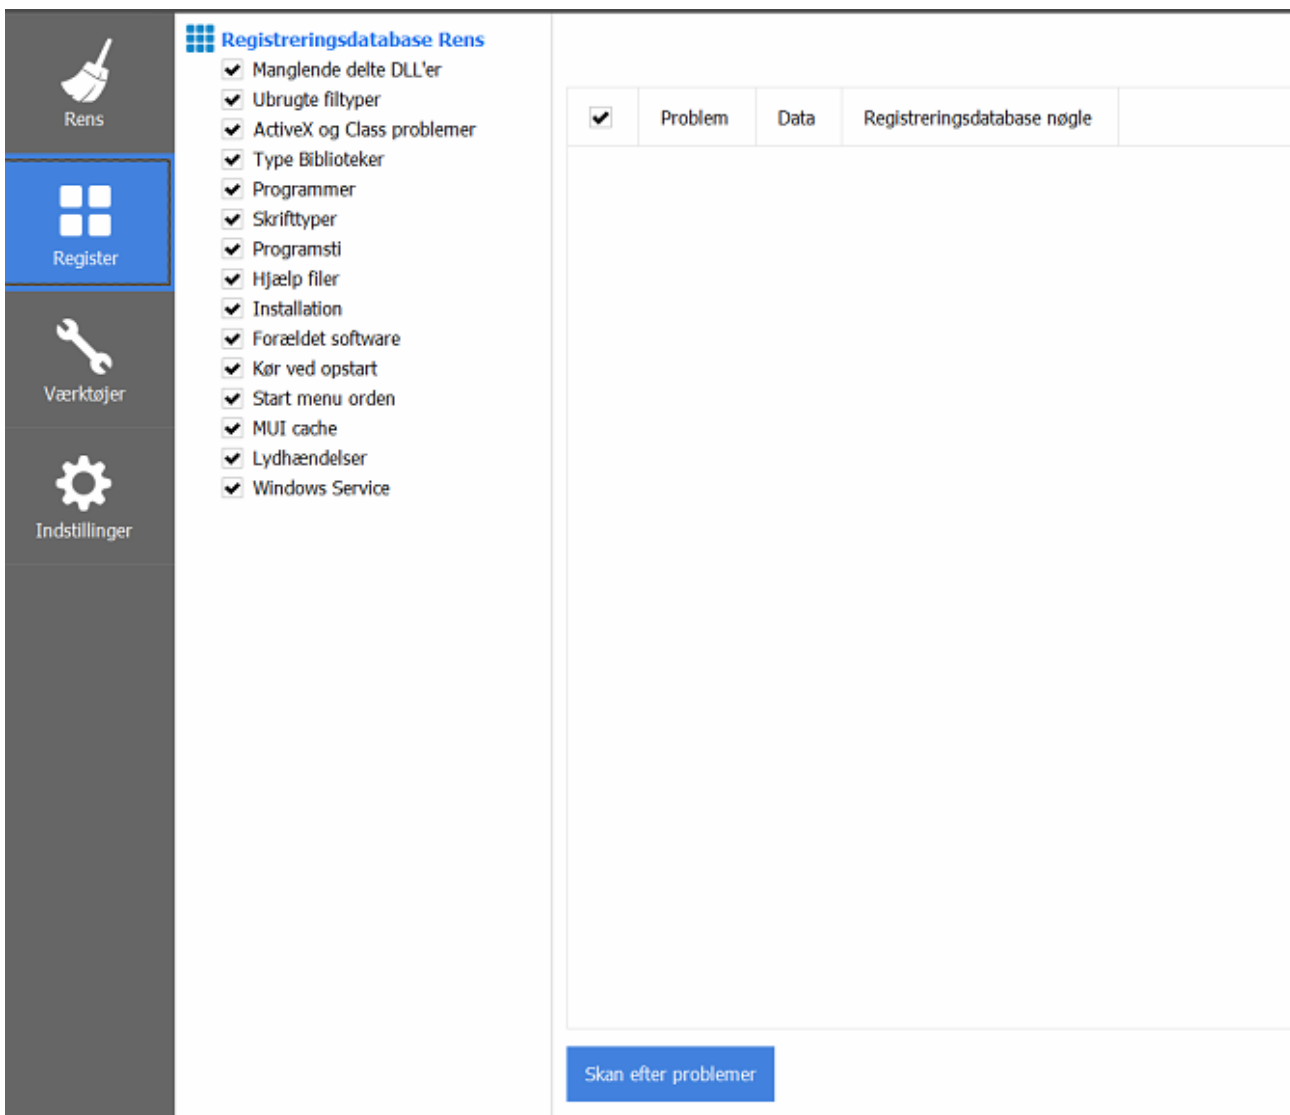 Rens
Register
Værktøjer
Indstillinger
Registreringsdatabase Rens
Manglende delte DLL'er
Ubrugte filtyper
ActiveX og Class problemer
Type Biblioteker
Programmer
Skrifttyper
Programsti
Hjælp filer
Installation
Forældet software
Kør ved opstart
Start menu orden
MUI cache
Lydhændelser
Windows Service
Problem Data Registreringsdatabase nøgle
Skan efter problemer